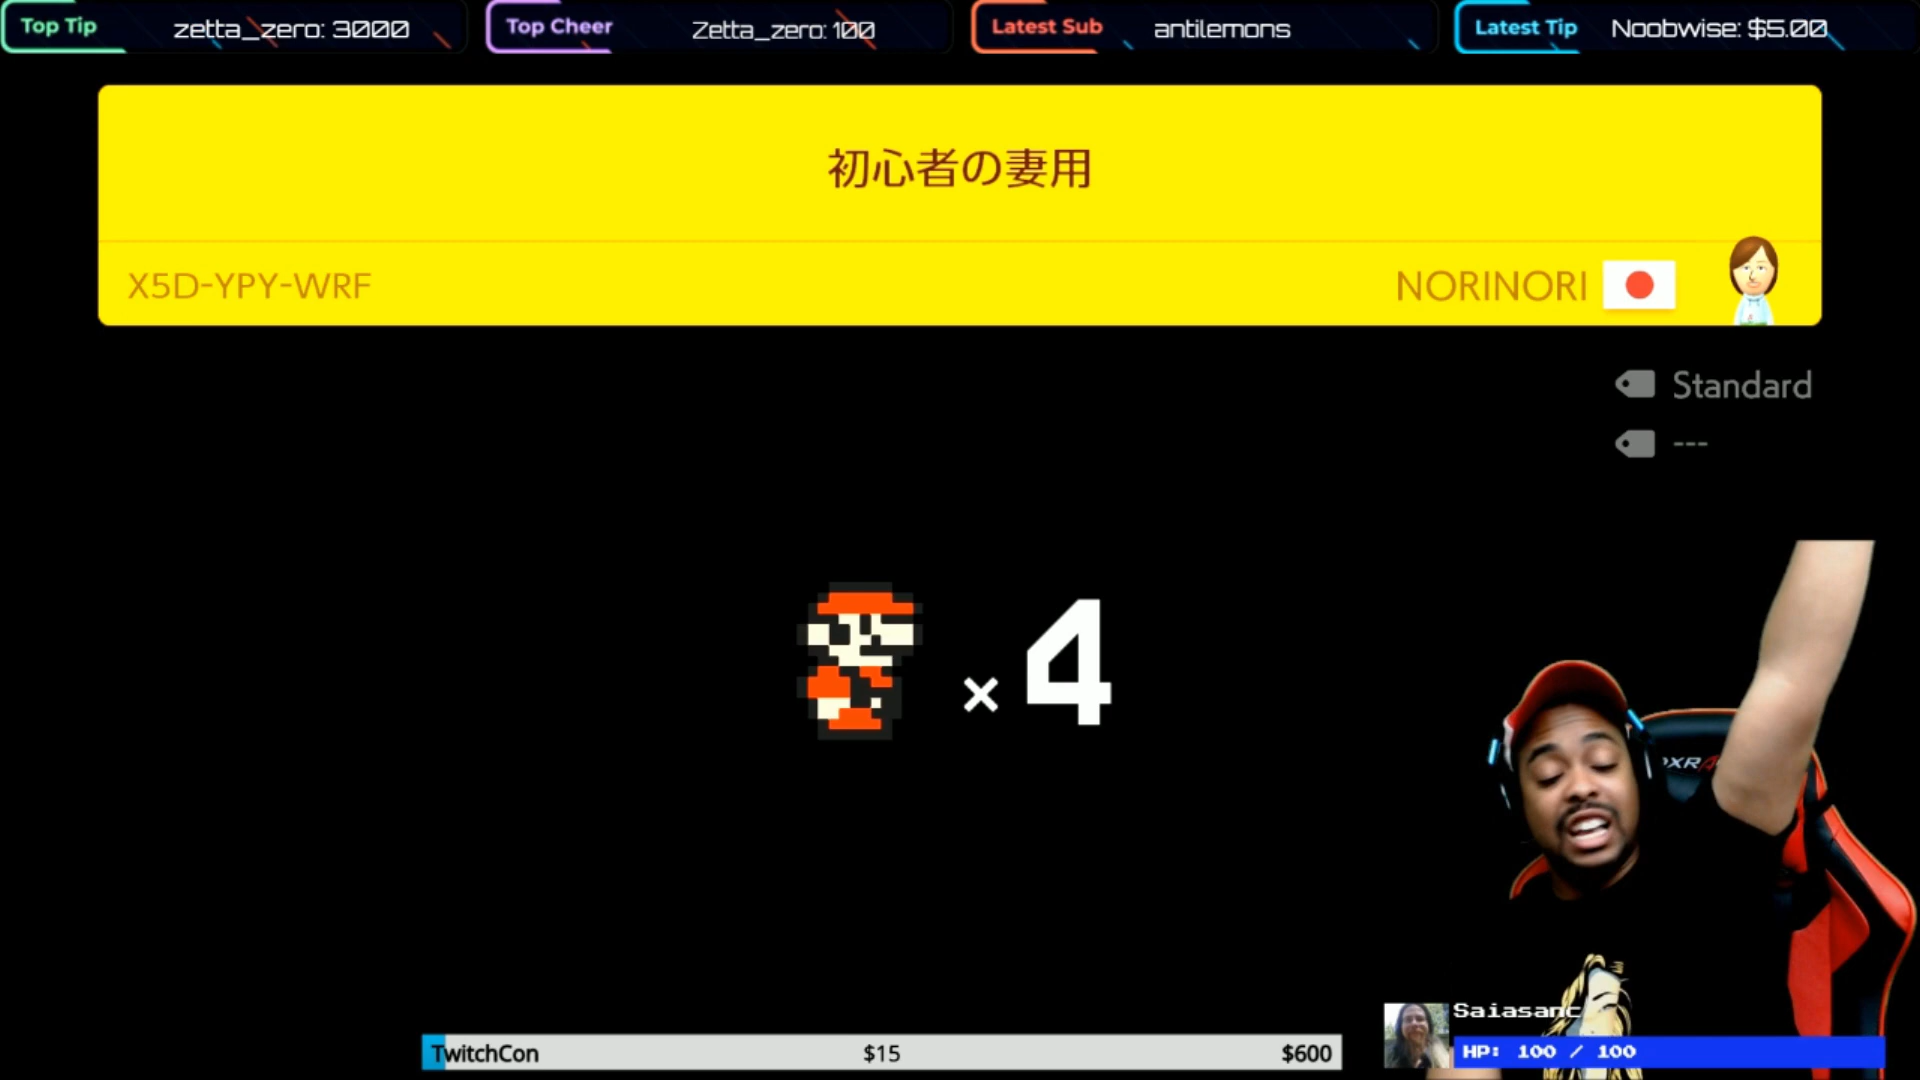 Top Tip zetta_zero: 3000 Top Cheer Zetta_zero: 100 Latest Sub antilemons Latest Tip Noobwise: $5.00
初心者の妻用
X5D-YPY-WRF NORINORI
Standard
---
× 4
Saiasanc
TwitchCon $15 $600 HP: 100 / 100